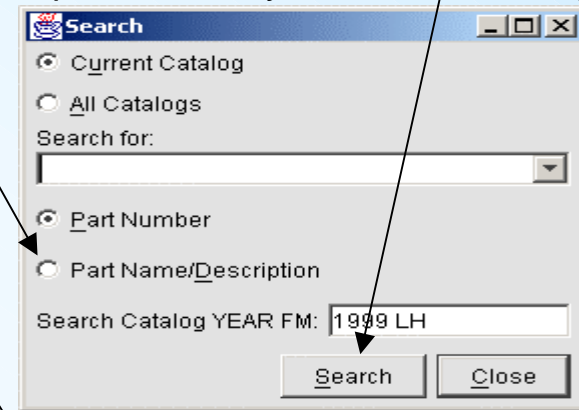 Search
Current Catalog
All Catalogs
Search for:
Part Number
Part Name/Description
Search Catalog YEAR FM: 1999 LH
Search Close